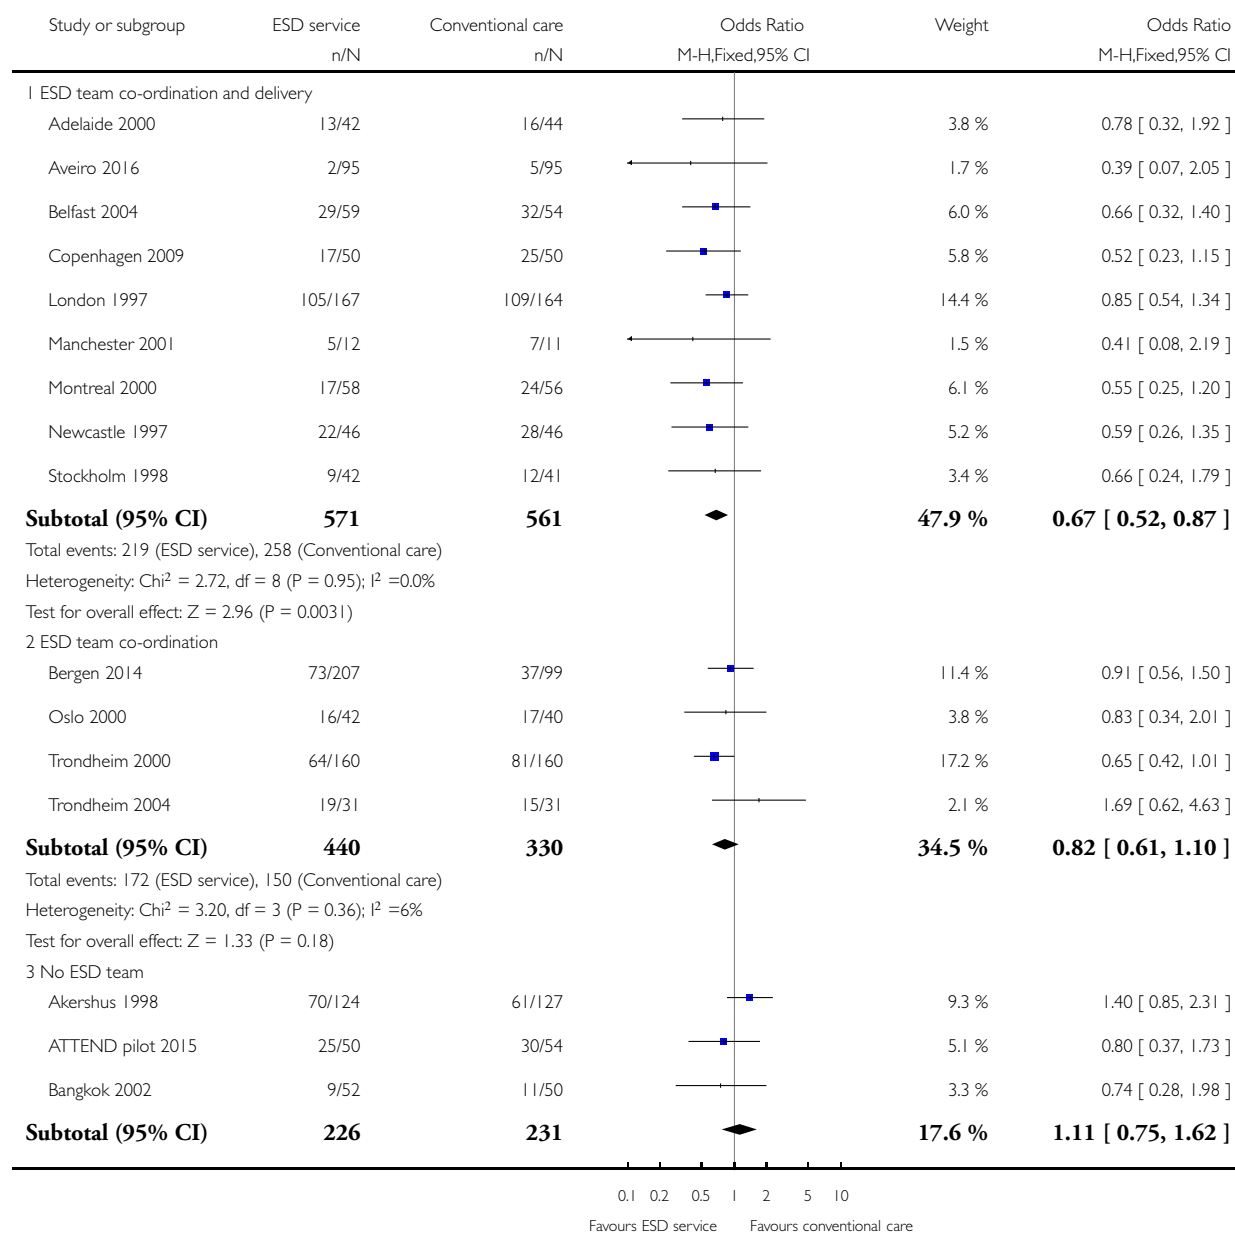 Study or subgroup ESD service Conventional care Odds Ratio Weight Odds Ratio
n/N n/N M-H,Fixed,95% CI M-H,Fixed,95% CI
1 ESD team co-ordination and delivery
Adelaide 2000 13/42 16/44 3.8 % 0.78 [ 0.32, 1.92 ]
Aveiro 2016 2/95 5/95 1.7 % 0.39 [ 0.07, 2.05 ]
Belfast 2004 29/59 32/54 6.0 % 0.66 [ 0.32, 1.40 ]
Copenhagen 2009 17/50 25/50 5.8 % 0.52 [ 0.23, 1.15 ]
London 1997 105/167 109/164 14.4 % 0.85 [ 0.54, 1.34 ]
Manchester 2001 5/12 7/11 1.5 % 0.41 [ 0.08, 2.19 ]
Montreal 2000 17/58 24/56 6.1 % 0.55 [ 0.25, 1.20 ]
Newcastle 1997 22/46 28/46 5.2 % 0.59 [ 0.26, 1.35 ]
Stockholm 1998 9/42 12/41 3.4 % 0.66 [ 0.24, 1.79 ]
Subtotal (95% CI) 571 561 47.9 % 0.67 [ 0.52, 0.87 ]
Total events: 219 (ESD service), 258 (Conventional care)
Heterogeneity: Chi² = 2.72, df = 8 (P = 0.95); I² =0.0%
Test for overall effect: Z = 2.96 (P = 0.0031)
2 ESD team co-ordination
Bergen 2014 73/207 37/99 11.4 % 0.91 [ 0.56, 1.50 ]
Oslo 2000 16/42 17/40 3.8 % 0.83 [ 0.34, 2.01 ]
Trondheim 2000 64/160 81/160 17.2 % 0.65 [ 0.42, 1.01 ]
Trondheim 2004 19/31 15/31 2.1 % 1.69 [ 0.62, 4.63 ]
Subtotal (95% CI) 440 330 34.5 % 0.82 [ 0.61, 1.10 ]
Total events: 172 (ESD service), 150 (Conventional care)
Heterogeneity: Chi² = 3.20, df = 3 (P = 0.36); I² =6%
Test for overall effect: Z = 1.33 (P = 0.18)
3 No ESD team
Akershus 1998 70/124 61/127 9.3 % 1.40 [ 0.85, 2.31 ]
ATTEND pilot 2015 25/50 30/54 5.1 % 0.80 [ 0.37, 1.73 ]
Bangkok 2002 9/52 11/50 3.3 % 0.74 [ 0.28, 1.98 ]
Subtotal (95% CI) 226 231 17.6 % 1.11 [ 0.75, 1.62 ]
0.1 0.2 0.5 1 2 5 10
Favours ESD service Favours conventional care